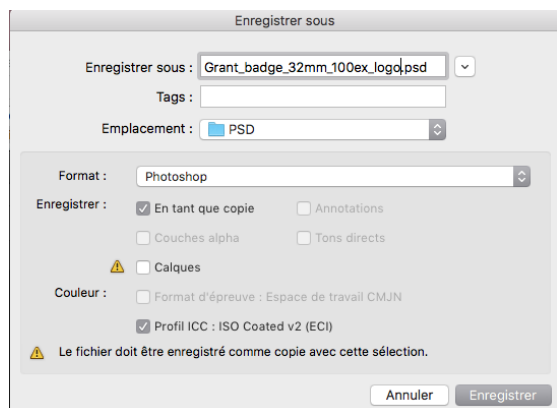 Enregistrer sous
Enregistrer sous : Grant_badge_32mm_100ex_logo.psd
Tags :
Emplacement : PSD
Format : Photoshop
Enregistrer : En tant que copie Annotations
Couches alpha Tons directs
Calques
Couleur : Format d'épreuve : Espace de travail CMJN
Profil ICC : ISO Coated v2 (ECI)
Le fichier doit être enregistré comme copie avec cette sélection.
Annuler Enregistrer